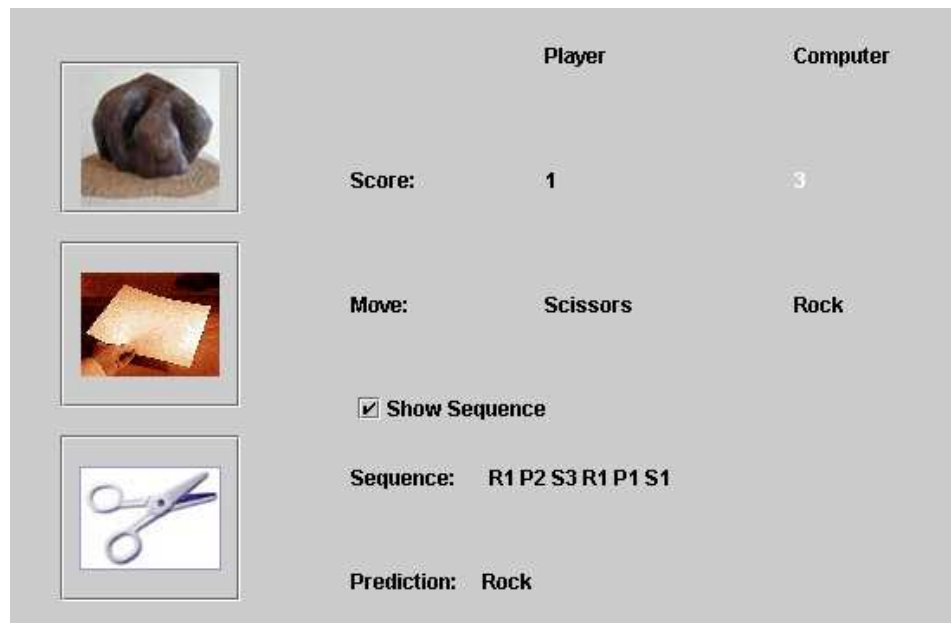 Player Computer
Score: 1 3
Move: Scissors Rock
Show Sequence
Sequence: R1 P2 S3 R1 P1 S1
Prediction: Rock